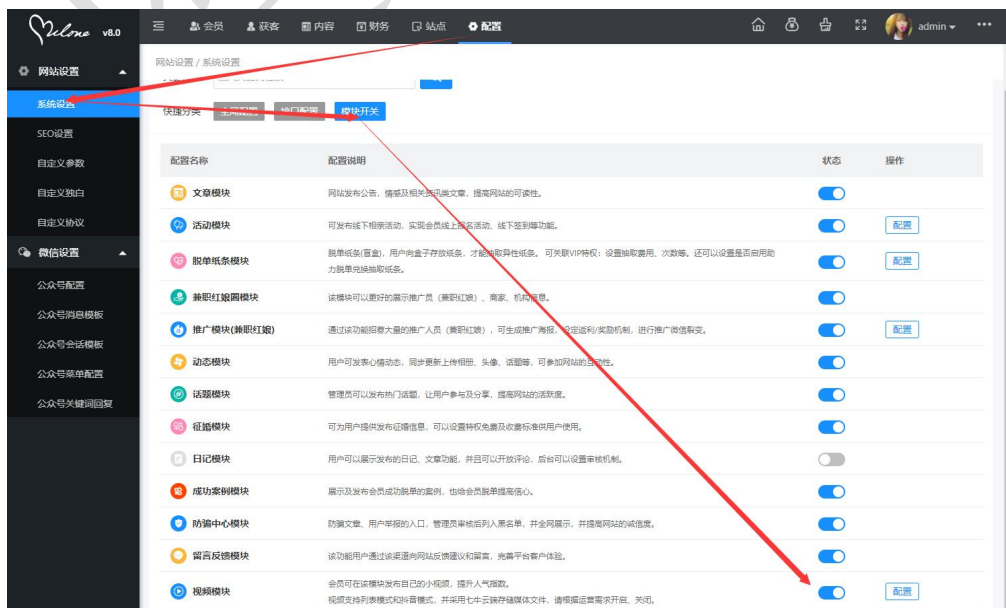 Melone v8.0
会员 获客 内容 财务 站点 配置 admin
网站设置
系统设置
SEO设置
自定义参数
自定义独白
自定义协议
微信设置
公众号配置
公众号消息模板
公众号会话模板
公众号菜单配置
公众号关键词回复
网站设置 / 系统设置
快捷分类 全局配置 接口配置 模块开关
配置名称 配置说明 状态 操作
文章模块 网站发布公告，情感及相关资讯类文章，提高网站的可读性。
活动模块 可发布线下相亲活动，实现会员线上报名活动、线下签到等功能。 配置
脱单纸条模块 脱单纸条(盲盒)，用户向盒子存放纸条，才能抽取异性纸条。 可关联VIP特权：设置抽取费用、次数等。还可以设置是否启用助
力脱单兑换抽取纸条。 配置
兼职红娘圈模块 该模块可以更好的展示推广员（兼职红娘）、商家、机构信息。
推广模块(兼职红娘) 通过该功能招募大量的推广人员（兼职红娘），可生成推广海报，设定返利/奖励机制，进行推广微信裂变。 配置
动态模块 用户可发表心情动态，同步更新上传相册、头像、话题等，可参加网站的互动性。
话题模块 管理员可以发布热门话题，让用户参与及分享，提高网站的活跃度。
征婚模块 可为用户提供发布征婚信息，可以设置特权免费及收费标准供用户使用。
日记模块 用户可以展示发布的日记、文章功能，并且可以开放评论，后台可以设置审核机制。
成功案例模块 展示及发布会员成功脱单的案例，也给会员脱单提高信心。
防骗中心模块 防骗文章、用户举报的入口，管理员审核后列入黑名单，并全网展示，并提高网站的诚信度。
留言反馈模块 该功能用户通过该渠道向网站反馈建议和留言，完善平台客户体验。
视频模块 会员可在该模块发布自己的小视频，提升人气指数。
视频支持列表模式和抖音模式，并采用七牛云端存储媒体文件，请根据运营需求开启、关闭。 配置